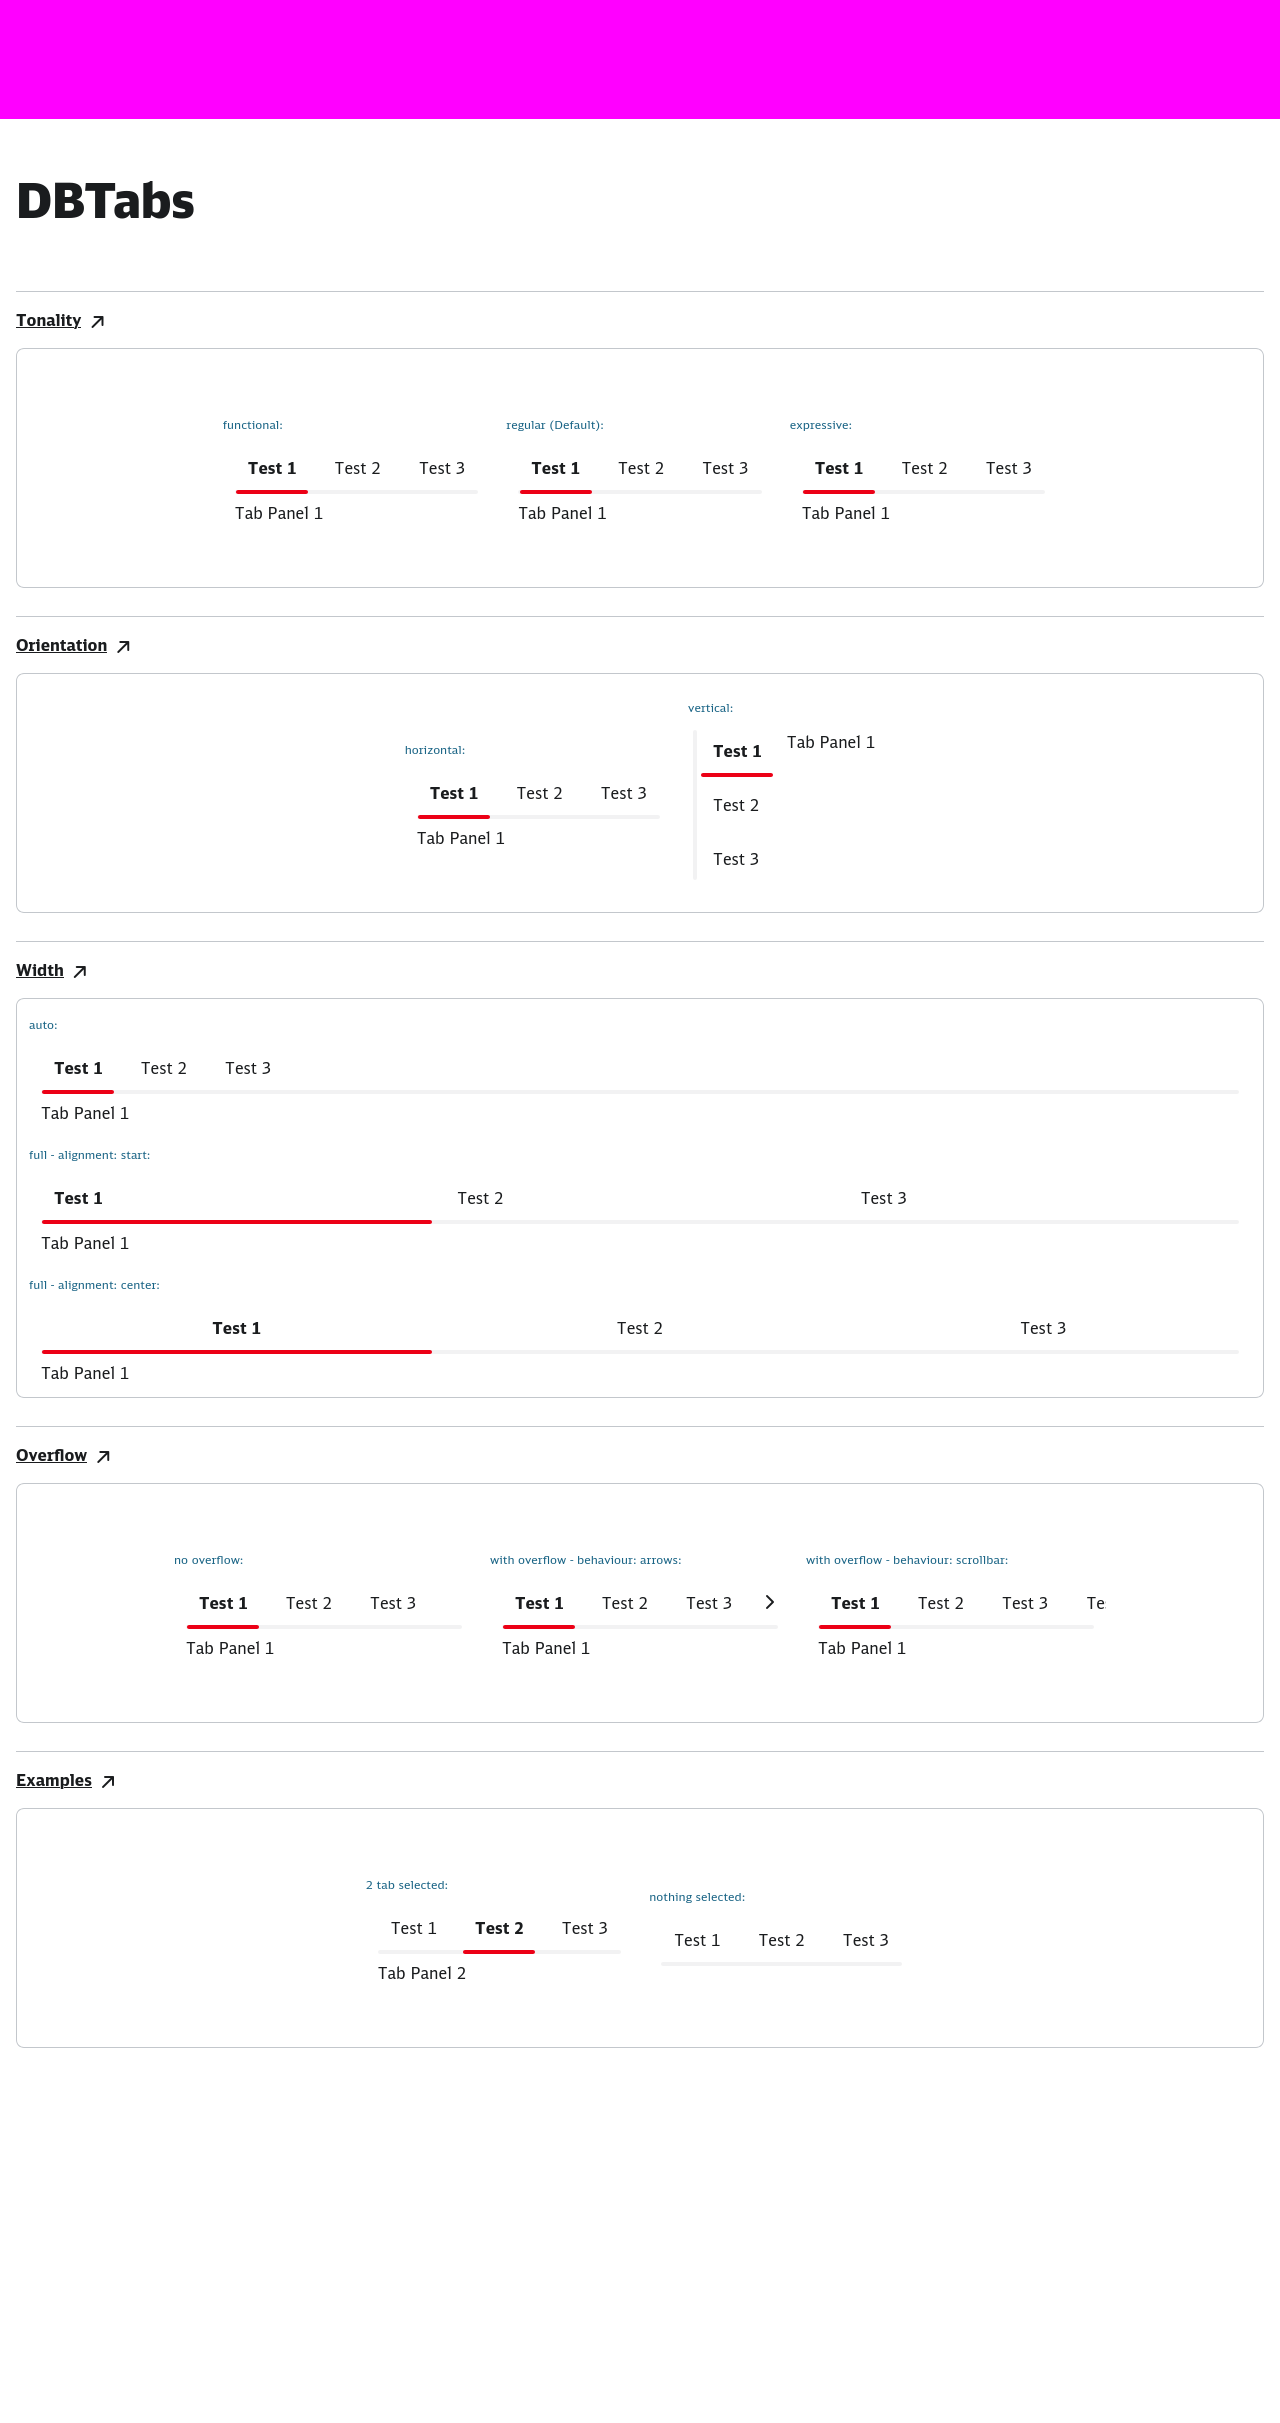 DBTabs
Tonality
functional:
Test 1 Test 2 Test 3
Tab Panel 1
regular (Default):
Test 1 Test 2 Test 3
Tab Panel 1
expressive:
Test 1 Test 2 Test 3
Tab Panel 1
Orientation
horizontal:
Test 1 Test 2 Test 3
Tab Panel 1
vertical:
Test 1
Tab Panel 1
Test 2
Test 3
Width
auto:
Test 1 Test 2 Test 3
Tab Panel 1
full - alignment: start:
Test 1 Test 2 Test 3
Tab Panel 1
full - alignment: center:
Test 1 Test 2 Test 3
Tab Panel 1
Overflow
no overflow:
Test 1 Test 2 Test 3
Tab Panel 1
with overflow - behaviour: arrows:
Test 1 Test 2 Test 3
Tab Panel 1
with overflow - behaviour: scrollbar:
Test 1 Test 2 Test 3 Te
Tab Panel 1
Examples
2 tab selected:
Test 1 Test 2 Test 3
Tab Panel 2
nothing selected:
Test 1 Test 2 Test 3